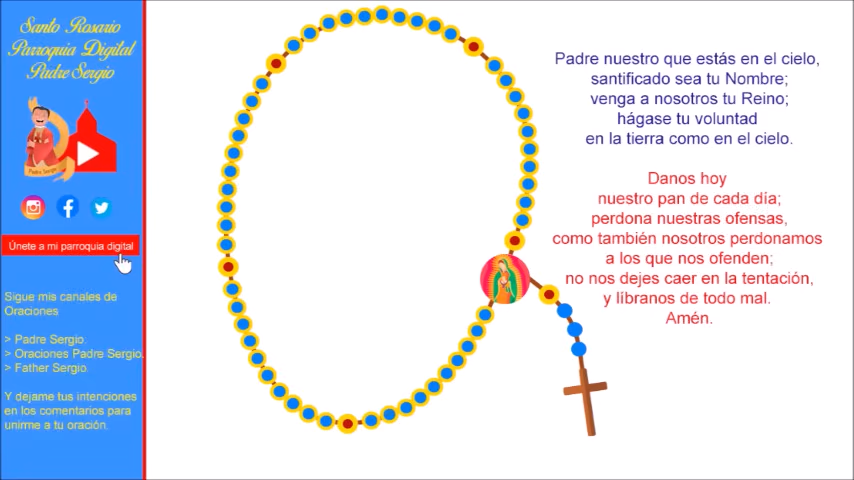 Santo Rosario
Parroquia Digital
Padre Sergio
Padre Sergio
Únete a mi parroquia digital
Sigue mis canales de
Oraciones
> Padre Sergio.
> Oraciones Padre Sergio.
> Father Sergio.
Y dejame tus intenciones
en los comentarios para
unirme a tu oración.
Padre nuestro que estás en el cielo,
santificado sea tu Nombre;
venga a nosotros tu Reino;
hágase tu voluntad
en la tierra como en el cielo.
Danos hoy
nuestro pan de cada día;
perdona nuestras ofensas,
como también nosotros perdonamos
a los que nos ofenden;
no nos dejes caer en la tentación,
y líbranos de todo mal.
Amén.